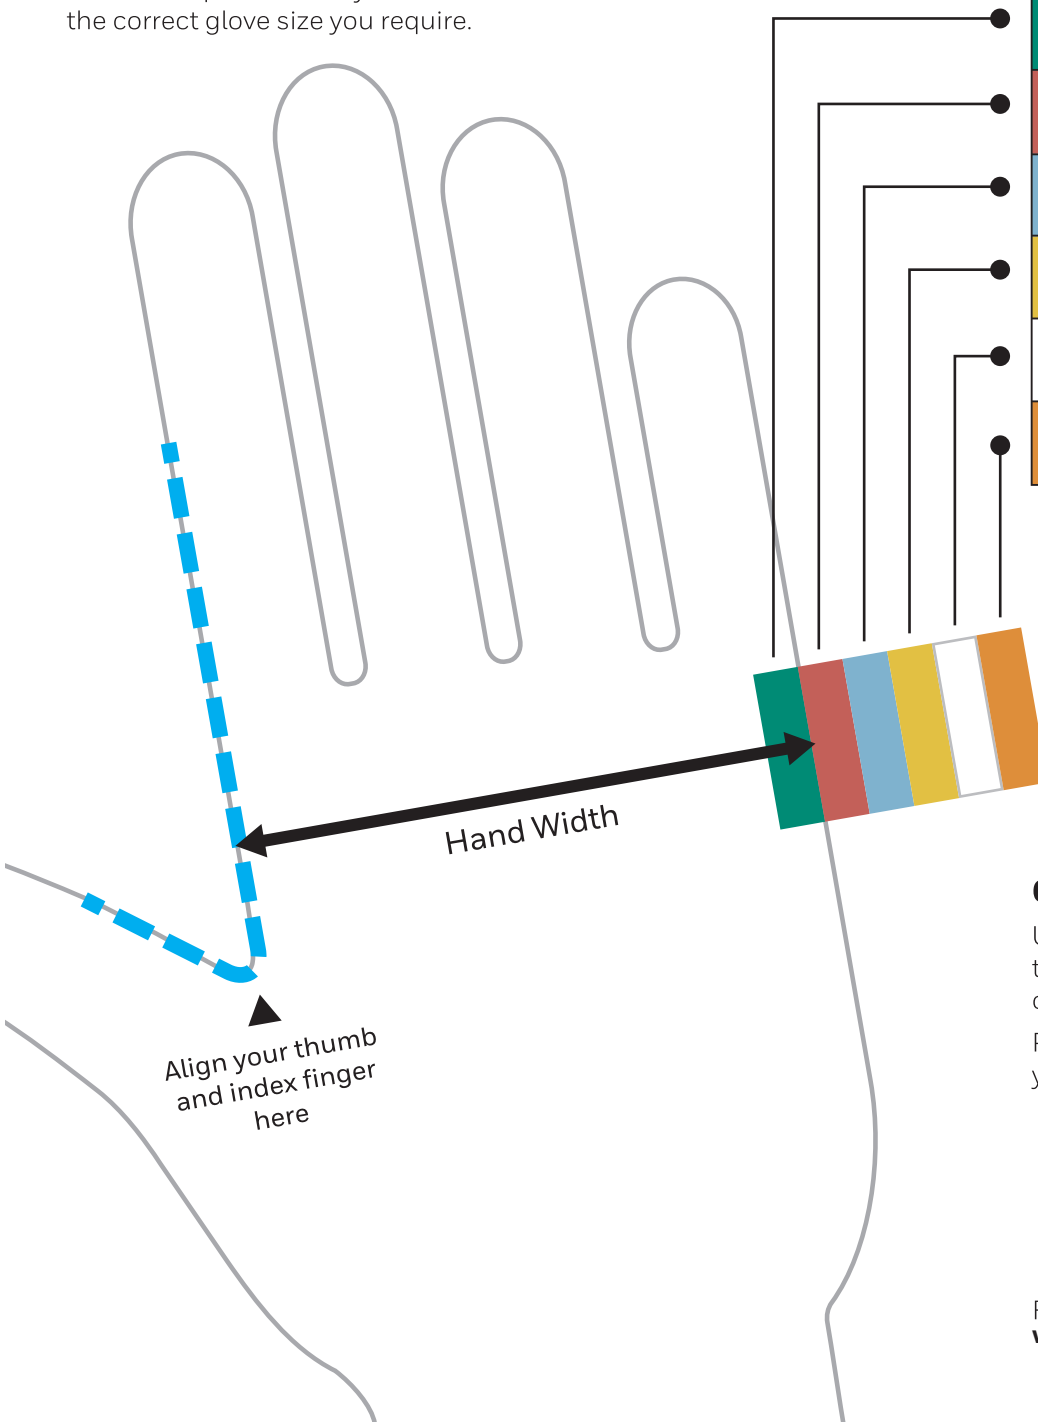 the correct glove size you require.
Hand Width
Align your thumb
and index finger
here